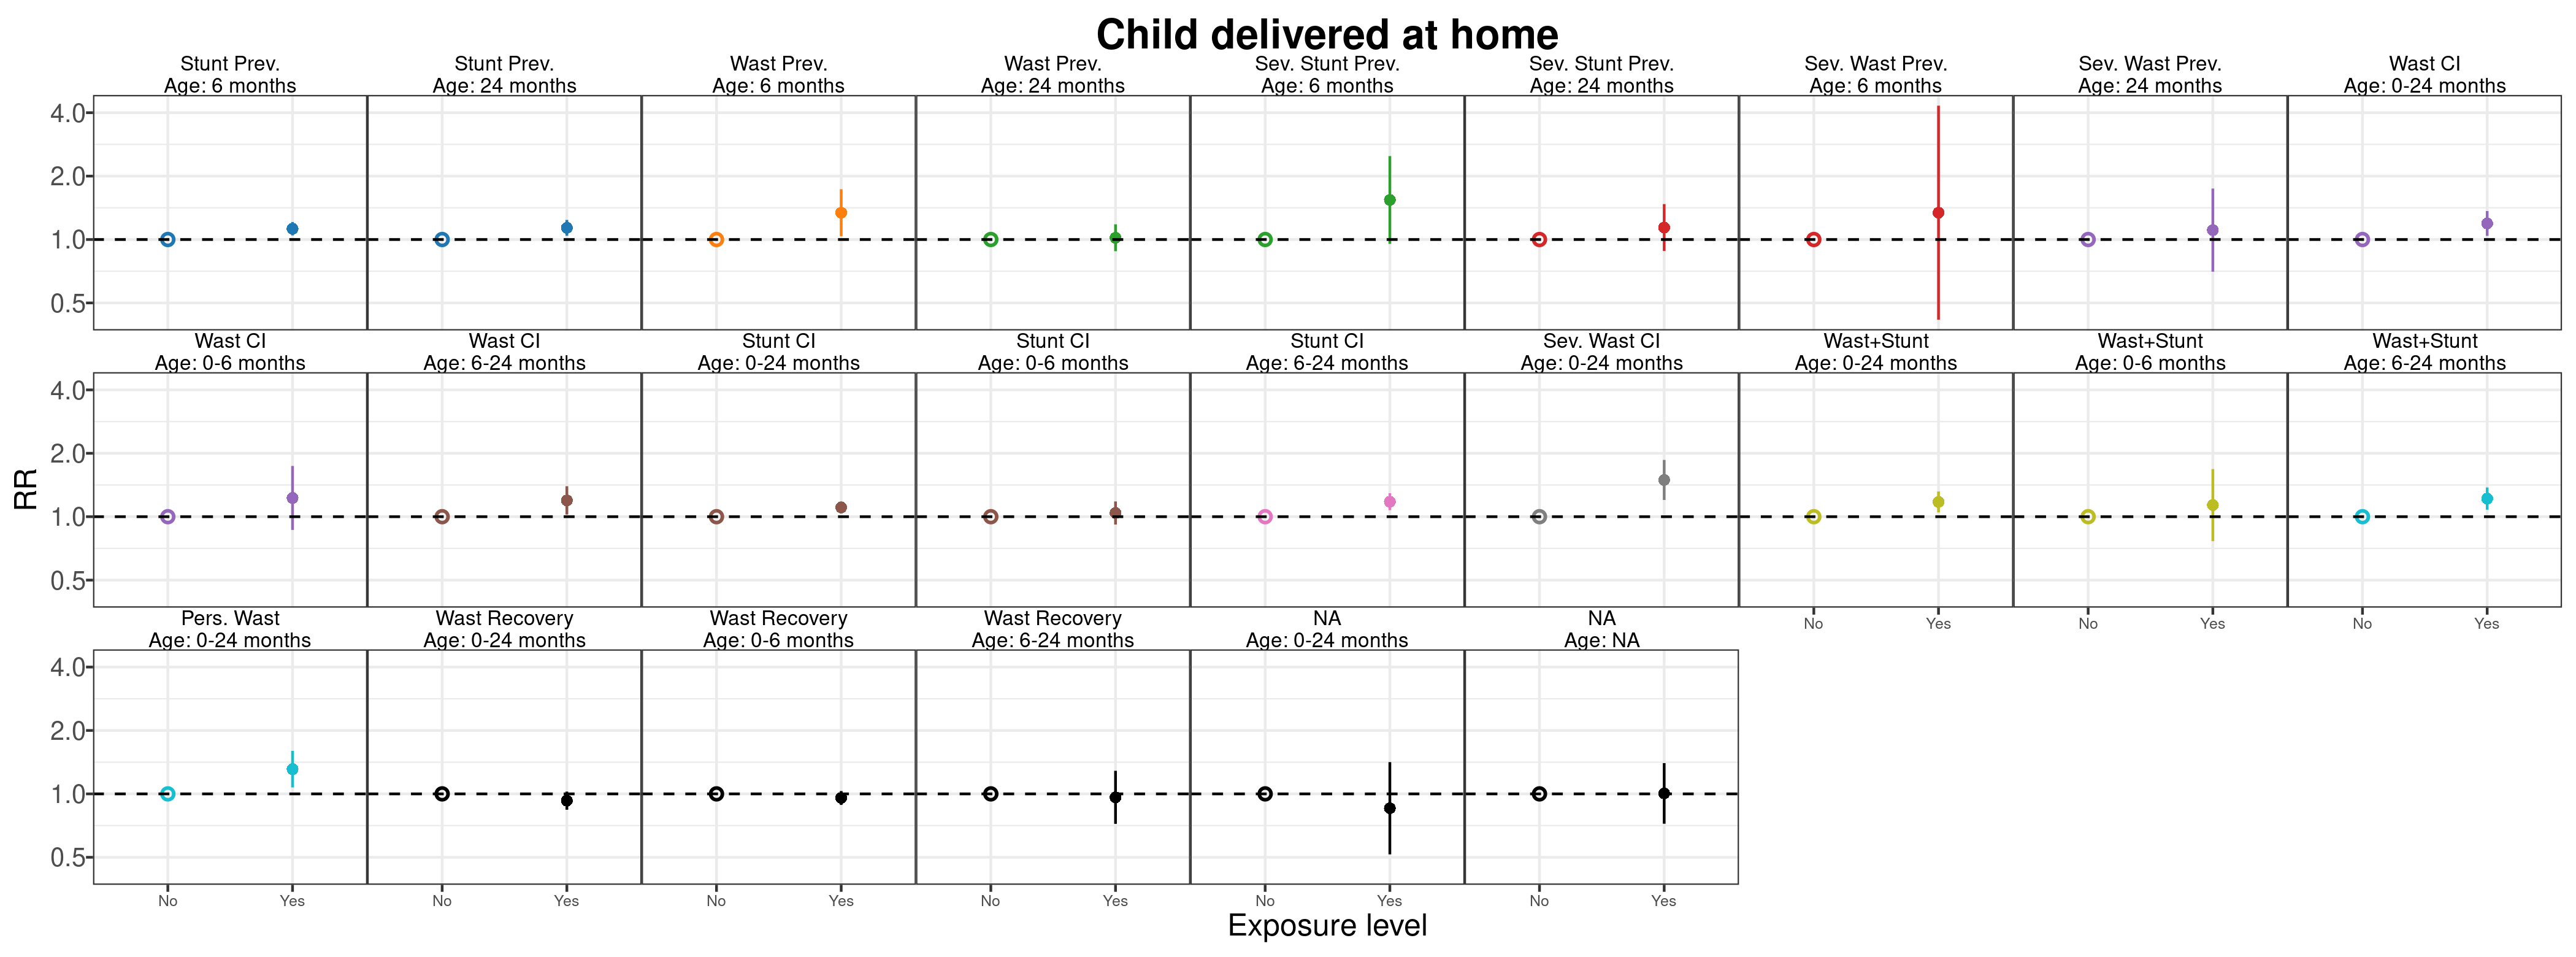 Child delivered at home
Stunt Prev.
Age: 6 months
Stunt Prev.
Age: 24 months
Wast Prev.
Age: 6 months
Wast Prev.
Age: 24 months
Sev. Stunt Prev.
Age: 6 months
Sev. Stunt Prev.
Age: 24 months
Sev. Wast Prev.
Age: 6 months
Sev. Wast Prev.
Age: 24 months
Wast CI
Age: 0-24 months
4.0
2.0
1.0
0.5
Wast CI
Age: 0-6 months
Wast CI
Age: 6-24 months
Stunt CI
Age: 0-24 months
Stunt CI
Age: 0-6 months
Stunt CI
Age: 6-24 months
Sev. Wast CI
Age: 0-24 months
Wast+Stunt
Age: 0-24 months
Wast+Stunt
Age: 0-6 months
Wast+Stunt
Age: 6-24 months
RR
4.0
2.0
1.0
0.5
No Yes No Yes No Yes
Pers. Wast
Age: 0-24 months
Wast Recovery
Age: 0-24 months
Wast Recovery
Age: 0-6 months
Wast Recovery
Age: 6-24 months
NA
Age: 0-24 months
NA
Age: NA
4.0
2.0
1.0
0.5
No Yes No Yes No Yes No Yes No Yes No Yes
Exposure level